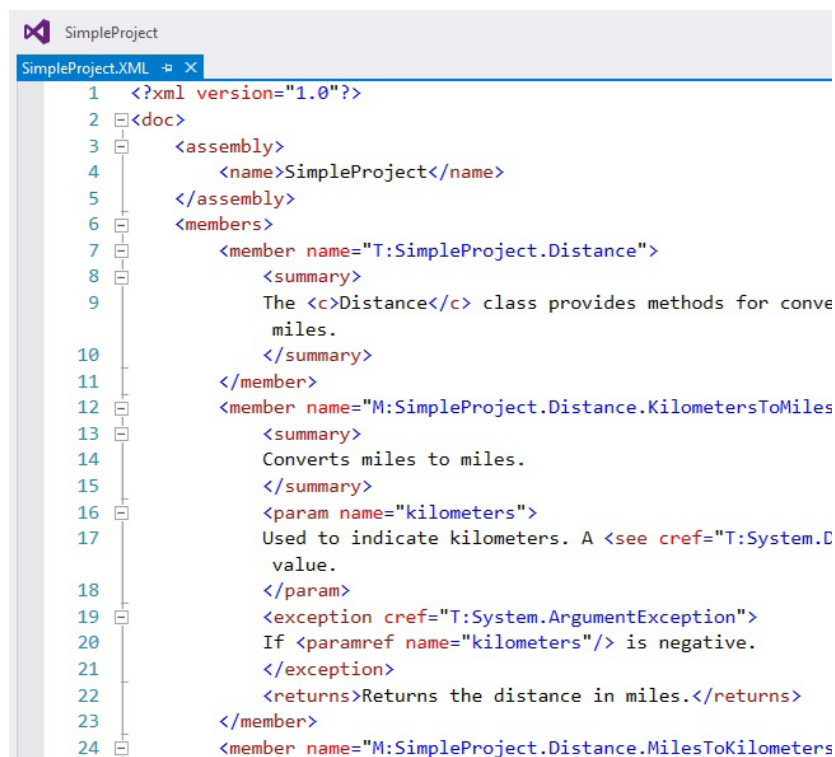 SimpleProject
SimpleProject.XML
1 <?xml version="1.0"?>
2 <doc>
3 <assembly>
4 <name>SimpleProject</name>
5 </assembly>
6 <members>
7 <member name="T:SimpleProject.Distance">
8 <summary>
9 The <c>Distance</c> class provides methods for conve
miles.
10 </summary>
11 </member>
12 <member name="M:SimpleProject.Distance.KilometersToMiles
13 <summary>
14 Converts miles to miles.
15 </summary>
16 <param name="kilometers">
17 Used to indicate kilometers. A <see cref="T:System.D
value.
18 </param>
19 <exception cref="T:System.ArgumentException">
20 If <paramref name="kilometers"/> is negative.
21 </exception>
22 <returns>Returns the distance in miles.</returns>
23 </member>
24 <member name="M:SimpleProject.Distance.MilesToKilometers